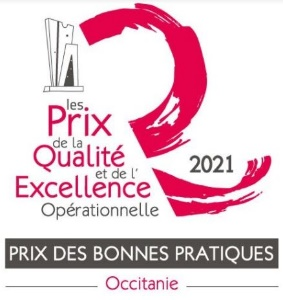 les
Prix
de la
Qualité
et de l'
Excellence
Opérationnelle
2021
PRIX DES BONNES PRATIQUES
Occitanie